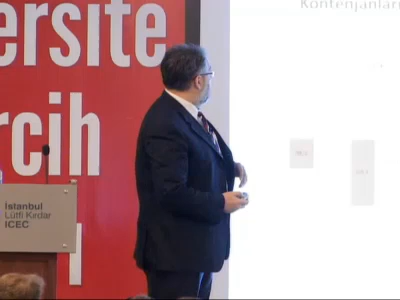 Kontenjanları
ersite
rcih
İstanbul
Lütfi Kırdar
ICEC